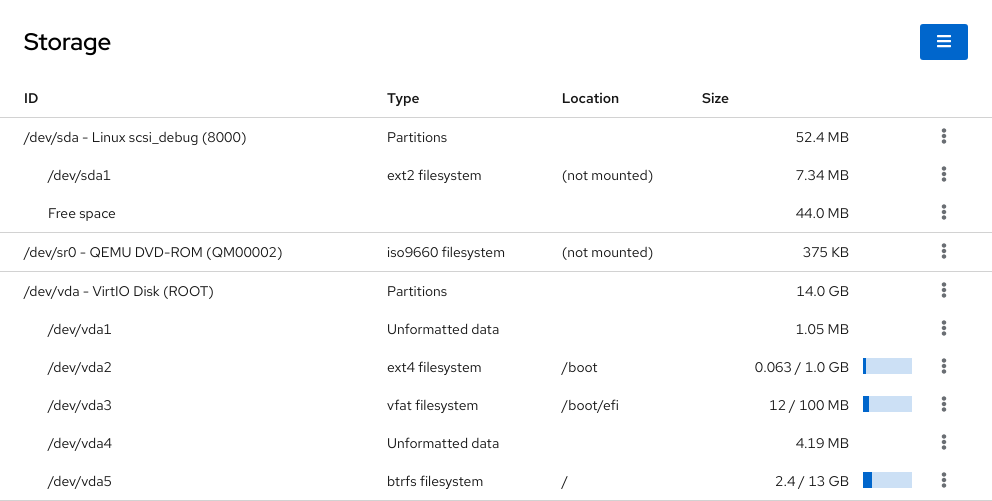 Storage
ID Type Location Size
/dev/sda - Linux scsi_debug (8000) Partitions 52.4 MB
/dev/sda1 ext2 filesystem (not mounted) 7.34 MB
Free space 44.0 MB
/dev/sr0 - QEMU DVD-ROM (QM00002) iso9660 filesystem (not mounted) 375 KB
/dev/vda - VirtIO Disk (ROOT) Partitions 14.0 GB
/dev/vda1 Unformatted data 1.05 MB
/dev/vda2 ext4 filesystem /boot 0.063 / 1.0 GB
/dev/vda3 vfat filesystem /boot/efi 12 / 100 MB
/dev/vda4 Unformatted data 4.19 MB
/dev/vda5 btrfs filesystem / 2.4 / 13 GB